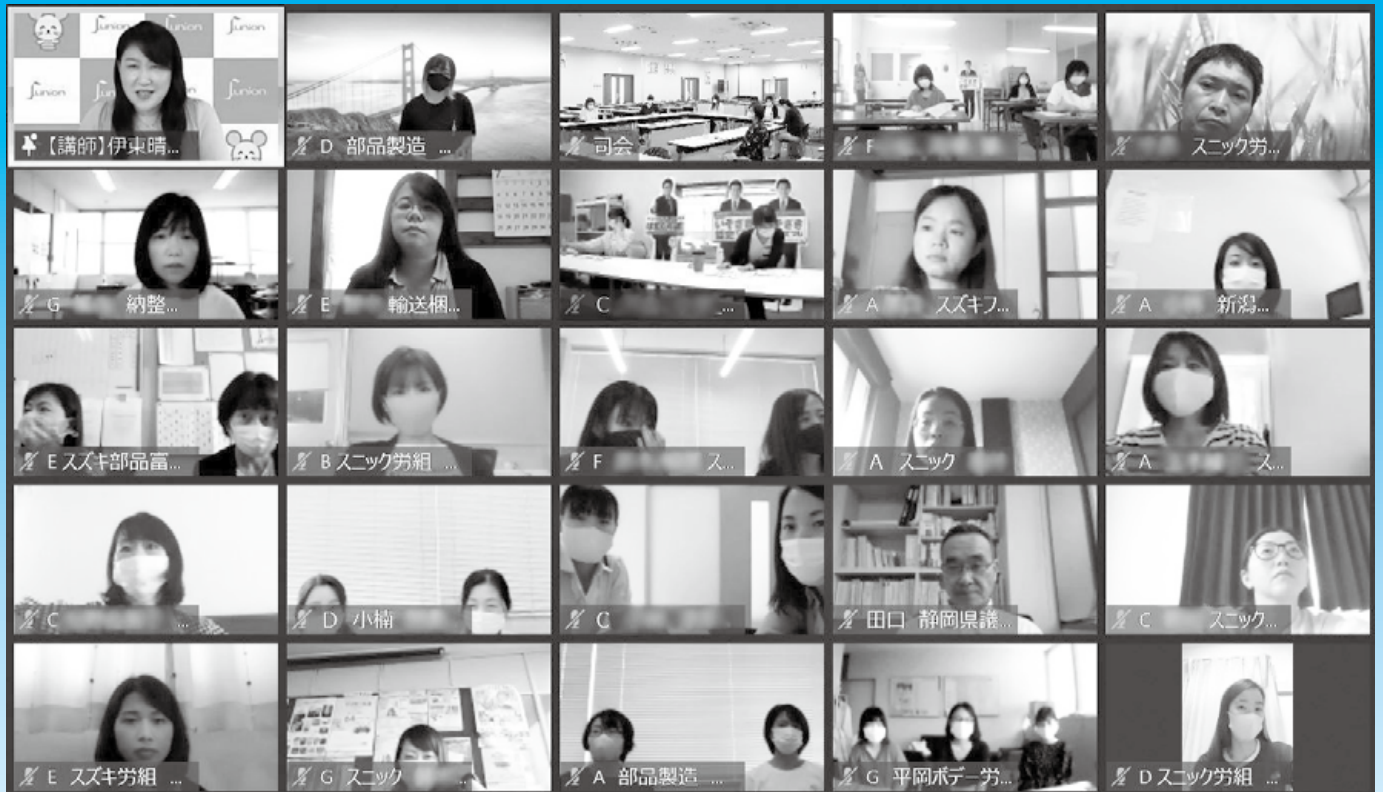 Junion
Junion
Junion
Junion
【講師】伊東晴...
D 部品製造 ...
司会
F
スニック労...
G 納整...
E 輸送梱...
C ...
A スズキフ...
A 新潟...
E スズキ部品富...
B スニック労組 ...
F ス...
A スニック
A ス...
C ...
D 小楠
C
田口 静岡県議...
C スニック...
E スズキ労組 ...
G スニック ...
A 部品製造 ...
G 平岡ボデー労...
D スニック労組 ...